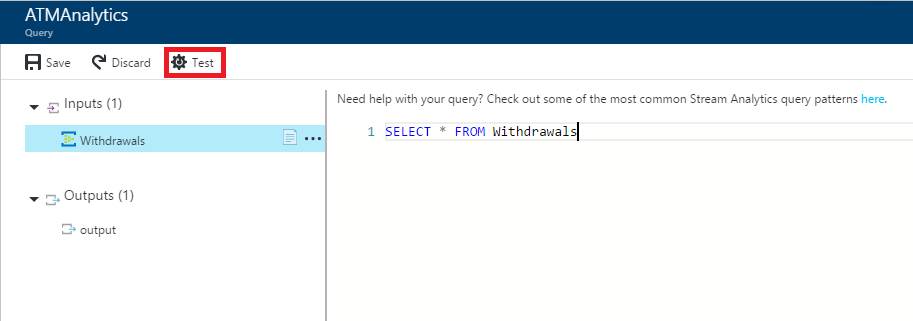 ATMAnalytics
Query
Save Discard Test
Inputs (1)
Withdrawals ...
Outputs (1)
output
Need help with your query? Check out some of the most common Stream Analytics query patterns here.
1 SELECT * FROM Withdrawals